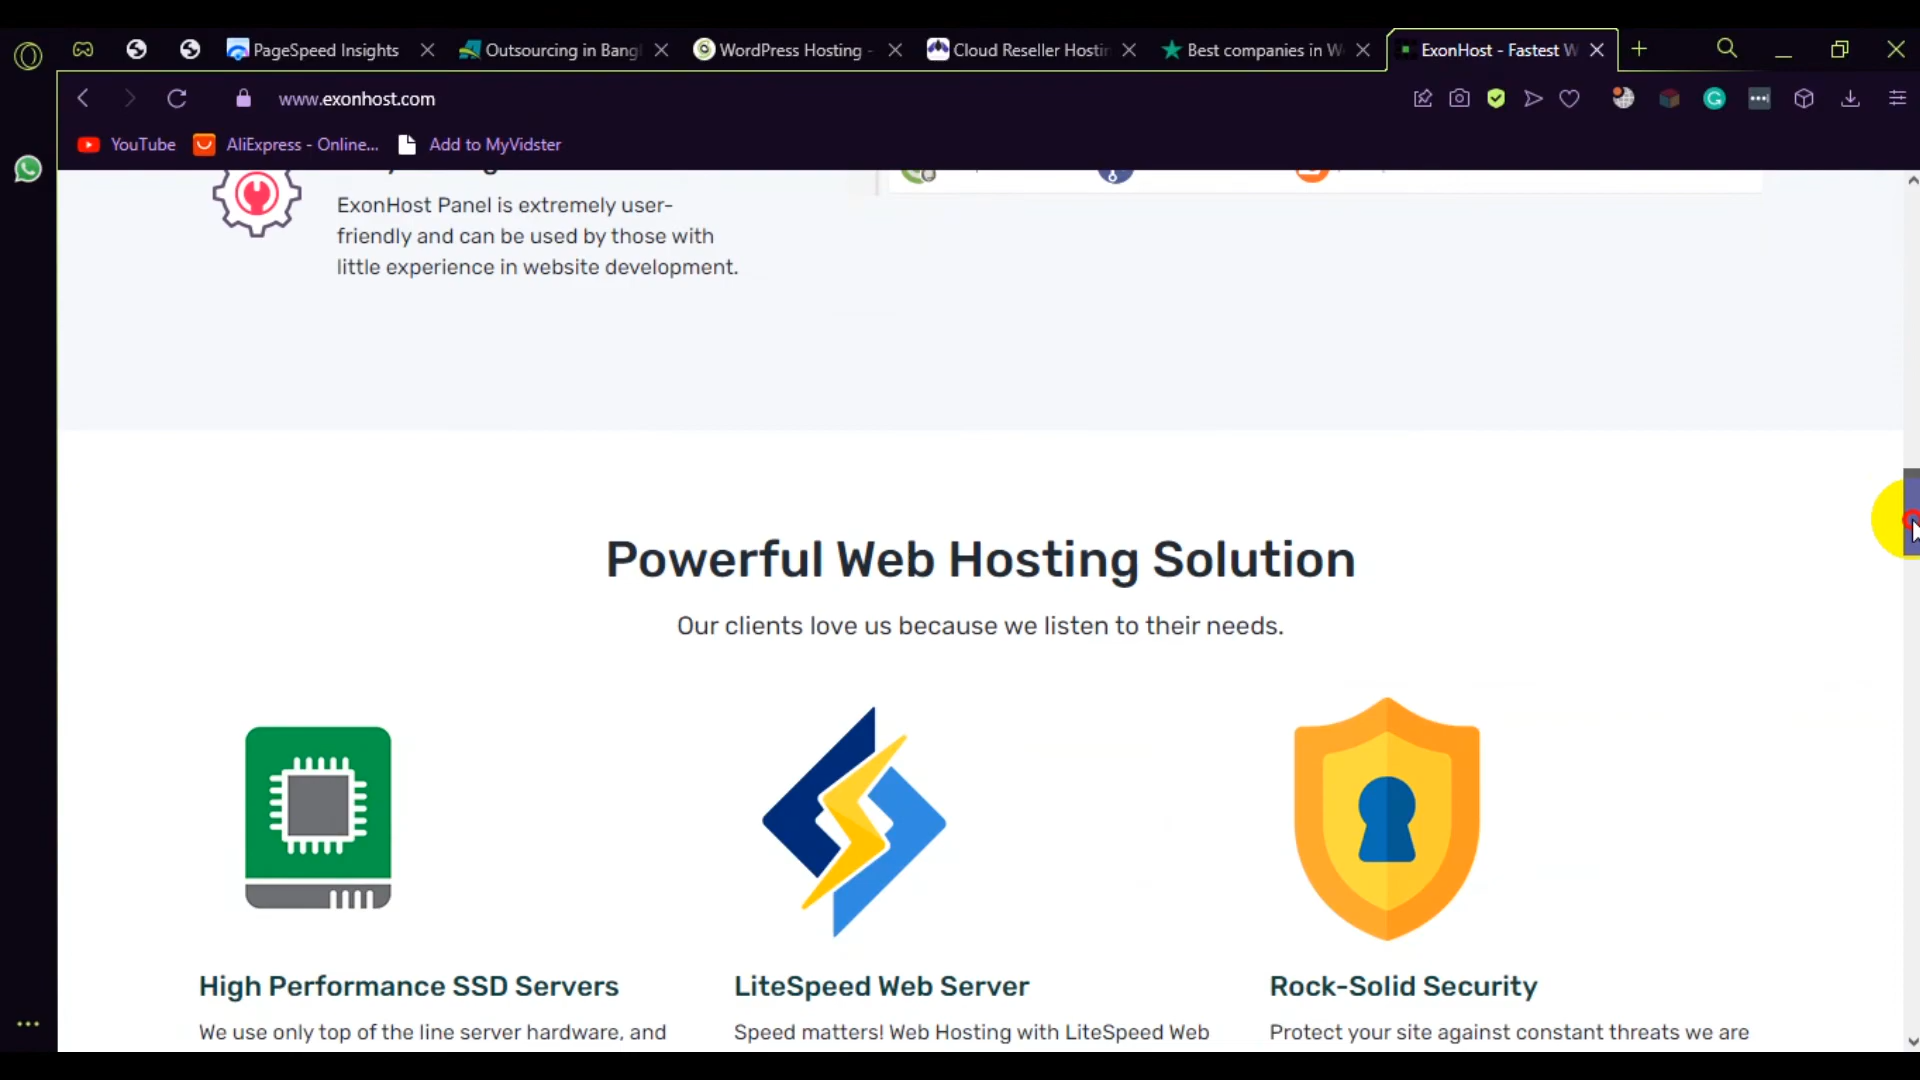 PageSpeed Insights
Outsourcing in Bang
WordPress Hosting -
Cloud Reseller Hostin
Best companies in W
ExonHost - Fastest W
www.exonhost.com
YouTube
AliExpress - Online...
Add to MyVidster
ExonHost Panel is extremely user-
friendly and can be used by those with
little experience in website development.
Powerful Web Hosting Solution
Our clients love us because we listen to their needs.
High Performance SSD Servers
We use only top of the line server hardware, and
LiteSpeed Web Server
Speed matters! Web Hosting with LiteSpeed Web
Rock-Solid Security
Protect your site against constant threats we are